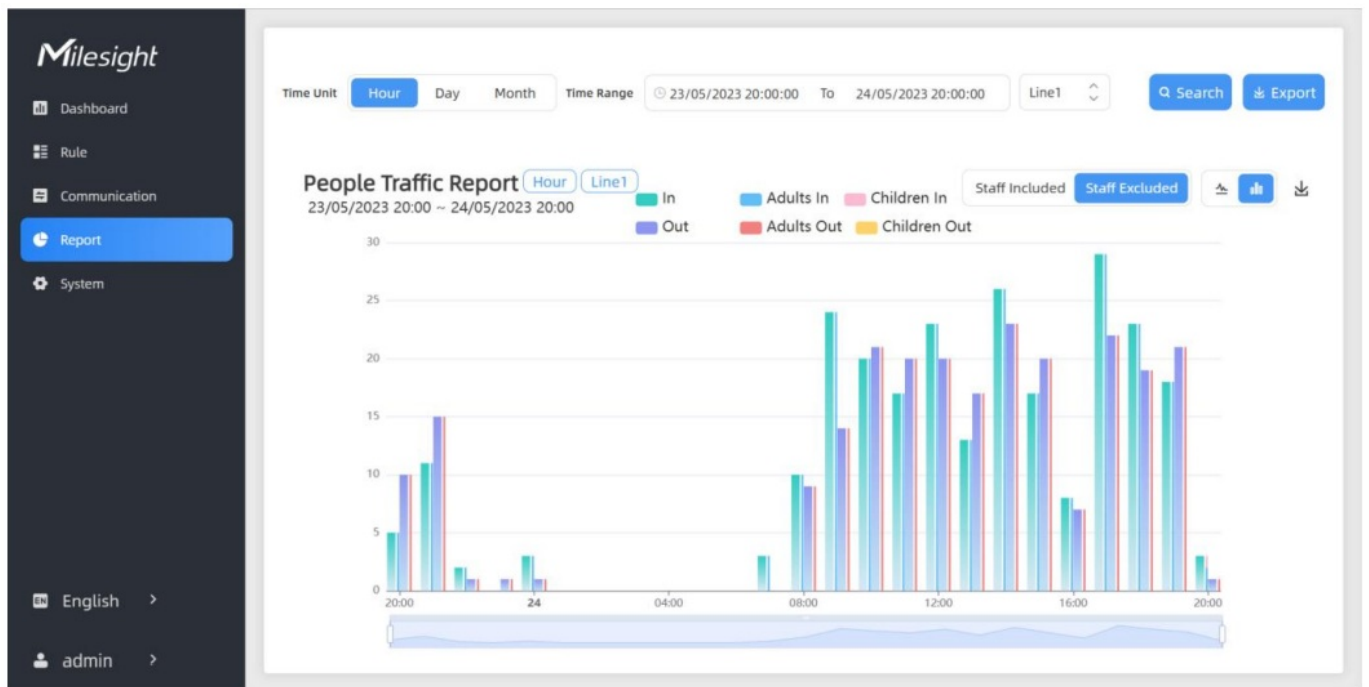 Milesight
Dashboard
Rule
Communication
Report
System
EN English >
admin >
Time Unit Hour Day Month Time Range 23/05/2023 20:00:00 To 24/05/2023 20:00:00 Line1 Search Export
People Traffic Report Hour Line1
23/05/2023 20:00 ~ 24/05/2023 20:00
In Adults In Children In
Out Adults Out Children Out
Staff Included Staff Excluded
30
25
20
15
10
5
0
20:00 24 04:00 08:00 12:00 16:00 20:00